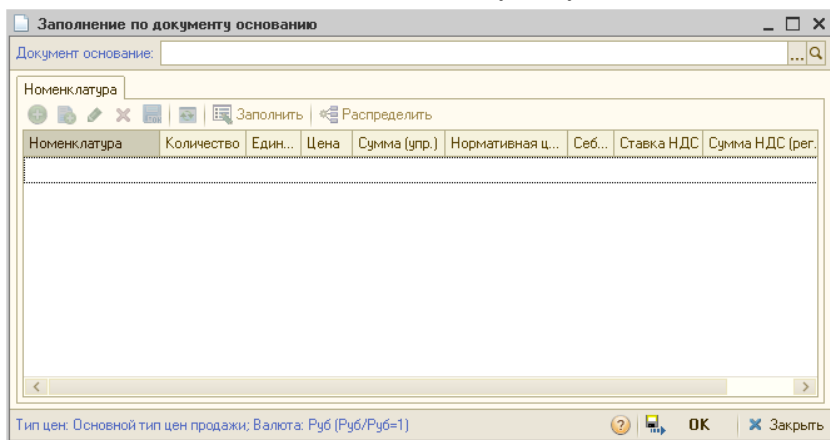 Заполнение по документу основанию
Документ основание: ...
Номенклатура
Заполнить Распределить
Номенклатура Количество Един... Цена Сумма (упр.) Нормативная ц... Себ... Ставка НДС Сумма НДС (рег.
Тип цен: Основной тип цен продажи; Валюта: Руб (Руб/Руб=1) ? OK Закрыть